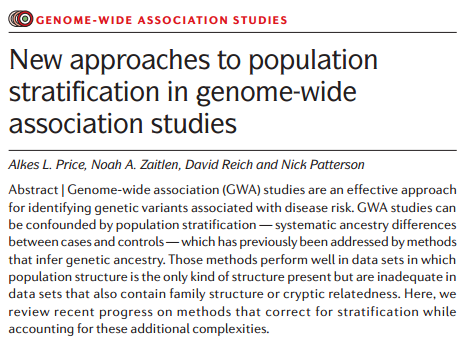 GENOME-WIDE ASSOCIATION STUDIES
New approaches to population
stratification in genome-wide
association studies
Alkes L. Price, Noah A. Zaitlen, David Reich and Nick Patterson
Abstract | Genome-wide association (GWA) studies are an effective approach
for identifying genetic variants associated with disease risk. GWA studies can
be confounded by population stratification — systematic ancestry differences
between cases and controls — which has previously been addressed by methods
that infer genetic ancestry. Those methods perform well in data sets in which
population structure is the only kind of structure present but are inadequate in
data sets that also contain family structure or cryptic relatedness. Here, we
review recent progress on methods that correct for stratification while
accounting for these additional complexities.